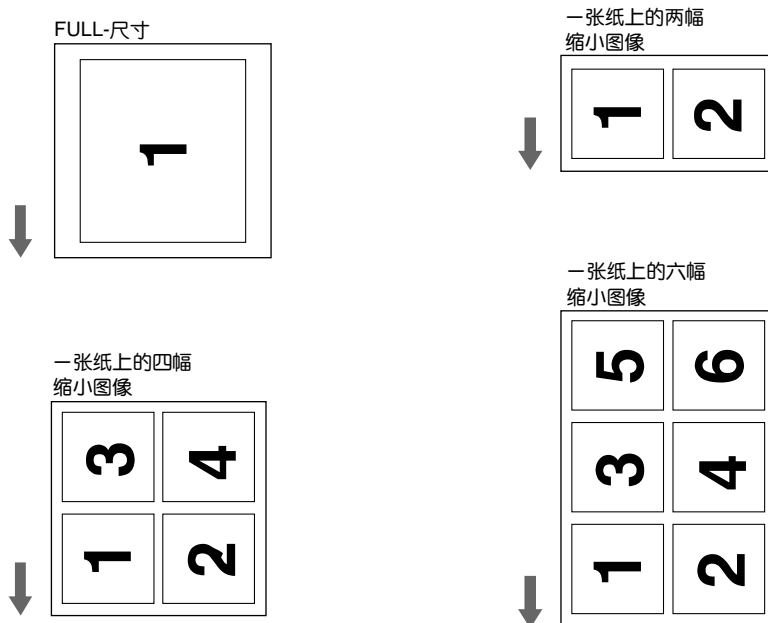 FULL-尺寸
1
一张纸上的两幅
缩小图像
1 2
一张纸上的四幅
缩小图像
3 4
1 2
一张纸上的六幅
缩小图像
5 6
3 4
1 2